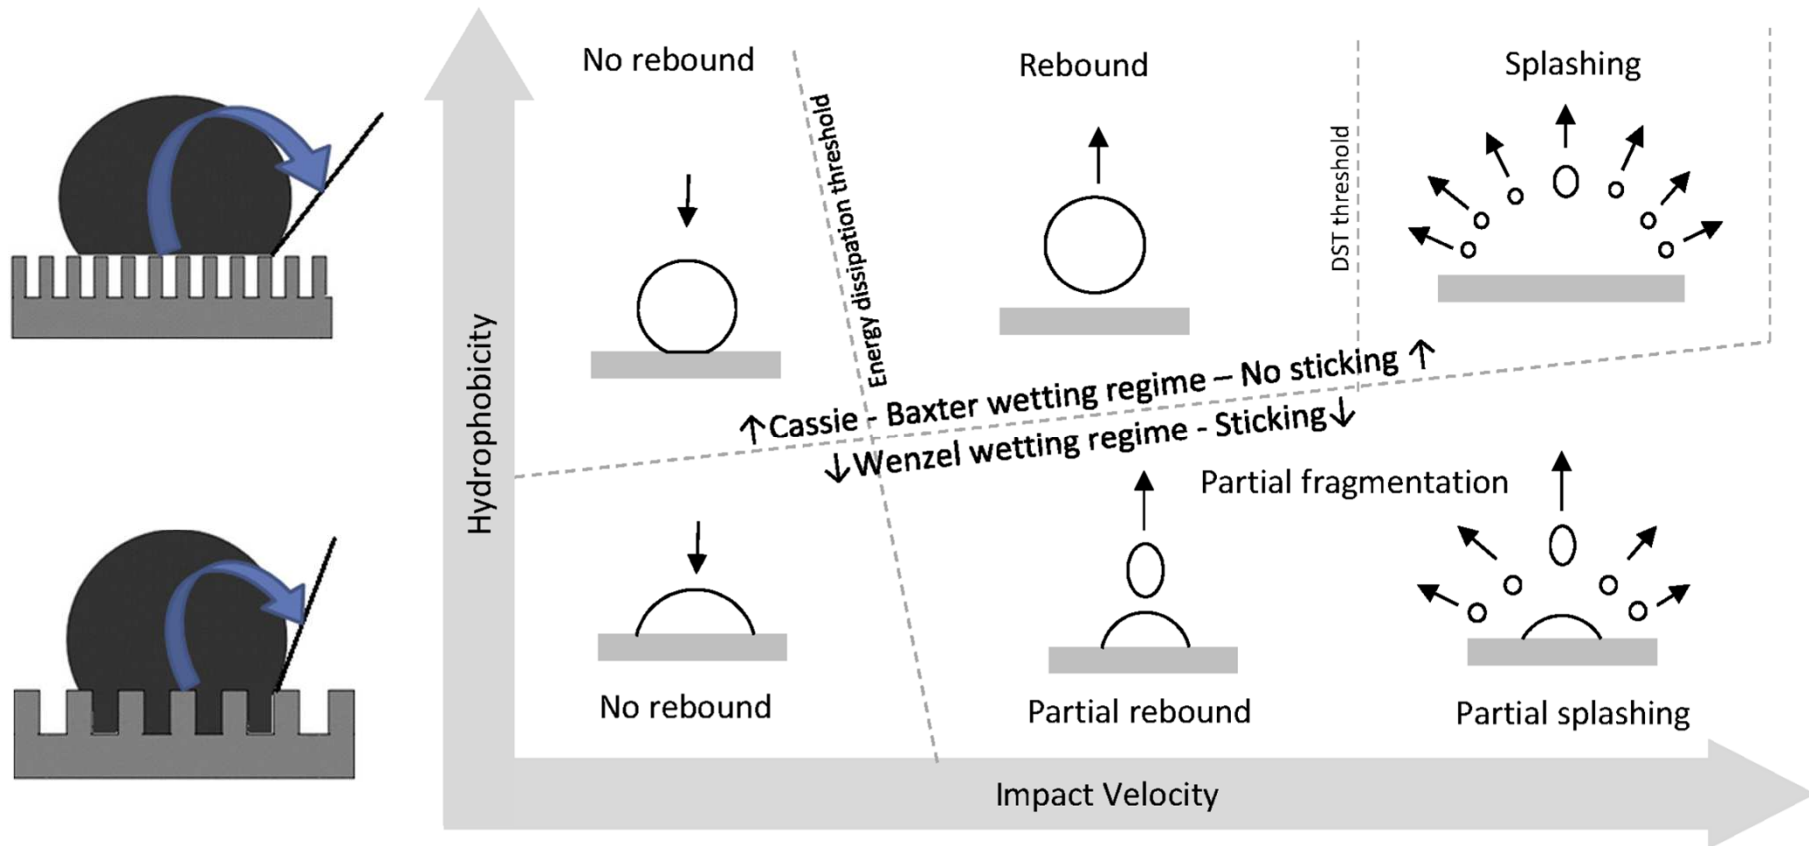 No rebound
Rebound
Splashing
Energy dissipation threshold
DST threshold
Hydrophobicity
↑Cassie - Baxter wetting regime – No sticking ↑
↓Wenzel wetting regime - Sticking↓
Partial fragmentation
No rebound
Partial rebound
Partial splashing
Impact Velocity